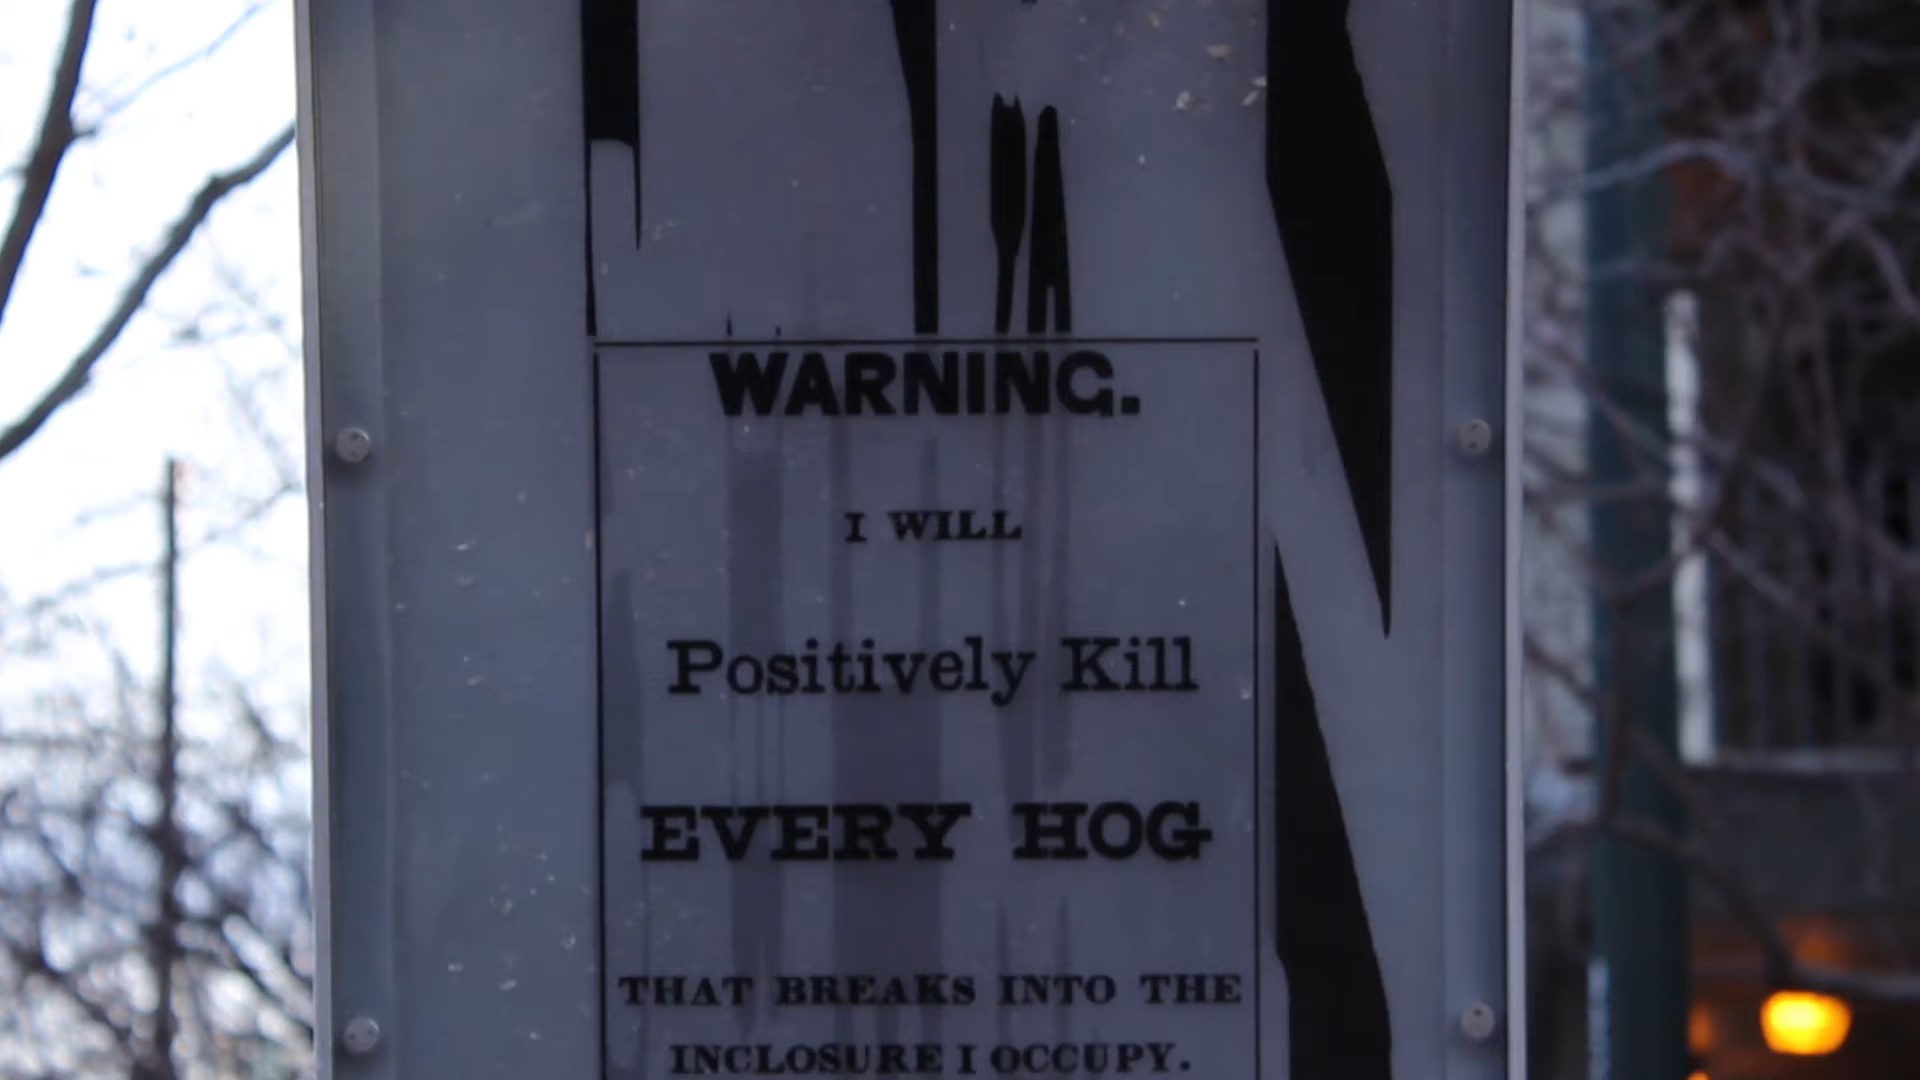 WARNING.
I WILL
Positively Kill
EVERY HOG
THAT BREAKS INTO THE
INCLOSURE I OCCUPY.